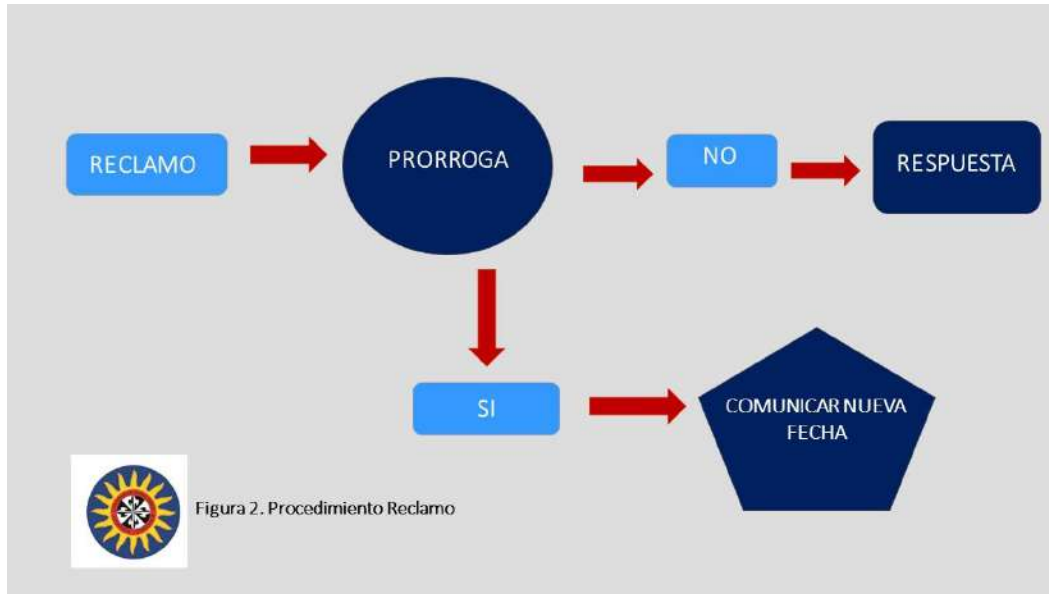 RECLAMO
PRORROGA
NO
RESPUESTA
SI
COMUNICAR NUEVA
FECHA
Figura 2. Procedimiento Reclamo